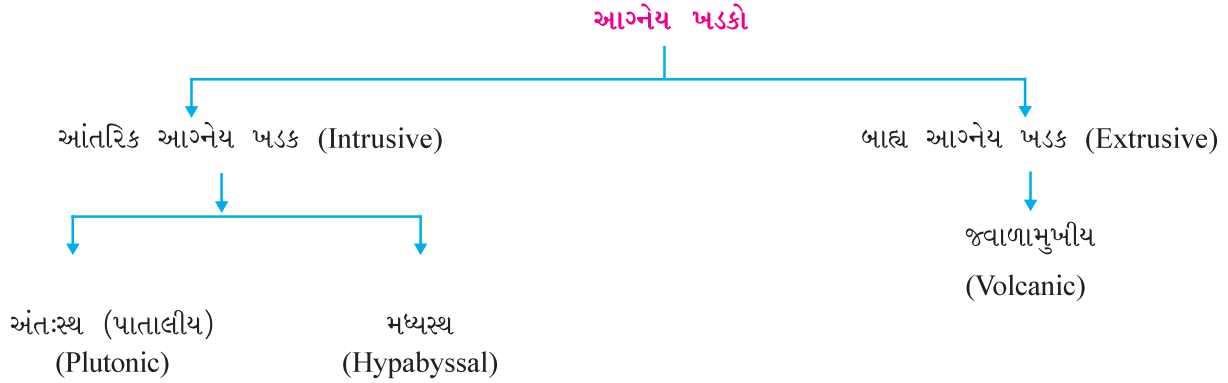 આગ્નેય ખડકો
આંતરિક આગ્નેય ખડક (Intrusive)
બાહ્ય આગ્નેય ખડક (Extrusive)
જ્વાળામુખીય
(Volcanic)
અંતઃસ્થ (પાતાલીય)
(Plutonic)
મધ્યસ્થ
(Hypabyssal)